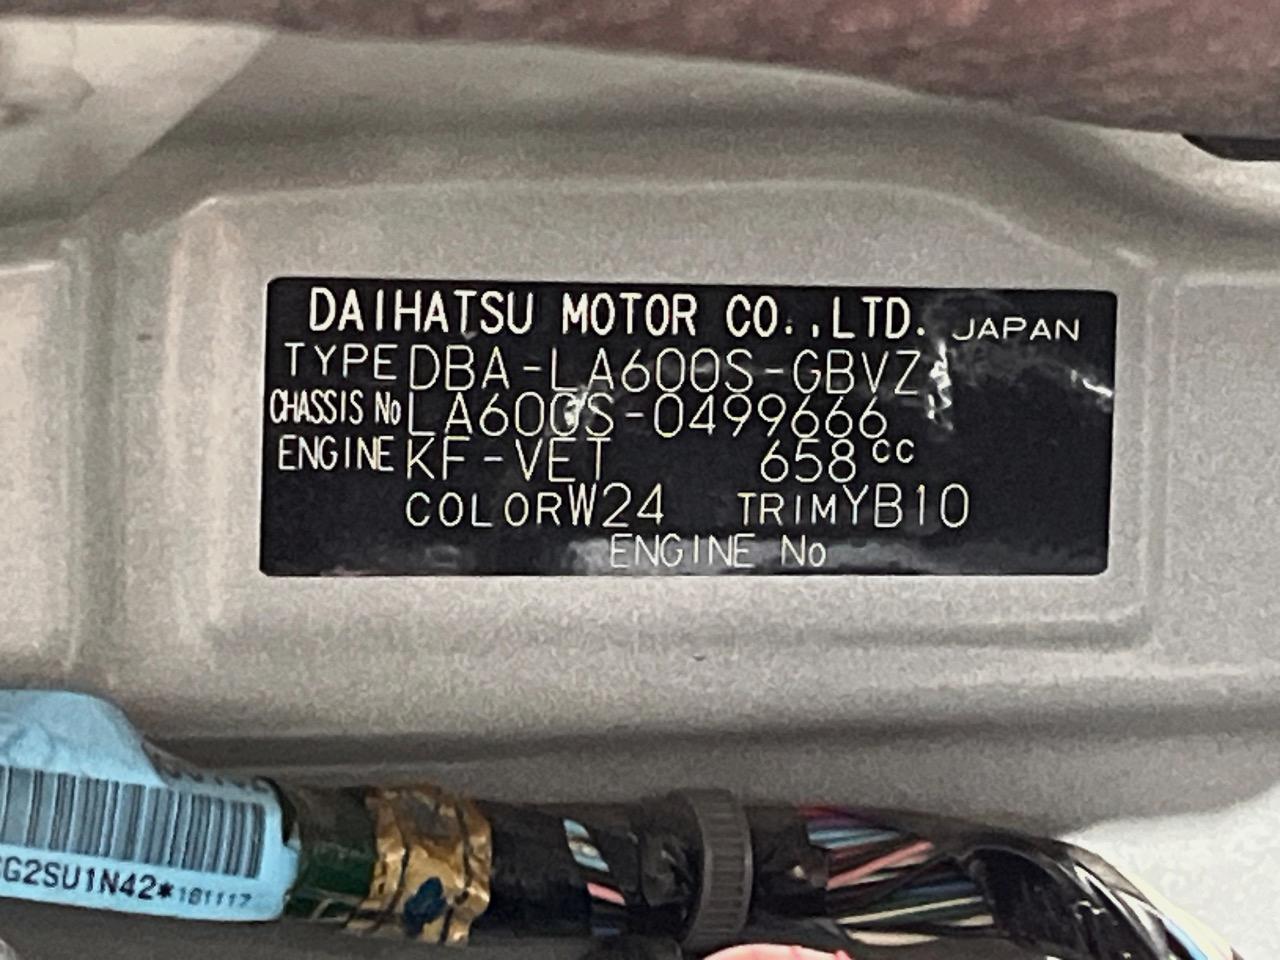 DAIHATSU MOTOR CO.,LTD. JAPAN
TYPE DBA-LA600S-GBVZ
CHASSIS No LA600S-0499666
ENGINE KF-VET 658cc
COLOR W24 TRIM YB10
ENGINE No
G2SU1N42*161117